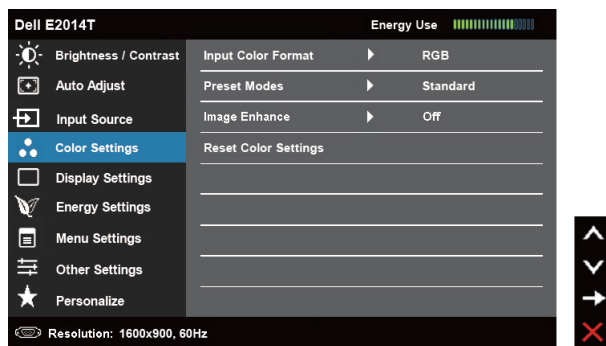 Dell E2014T Energy Use
Brightness / Contrast Input Color Format RGB
Auto Adjust Preset Modes Standard
Input Source Image Enhance Off
Color Settings Reset Color Settings
Display Settings
Energy Settings
Menu Settings
Other Settings
Personalize
Resolution: 1600x900, 60Hz